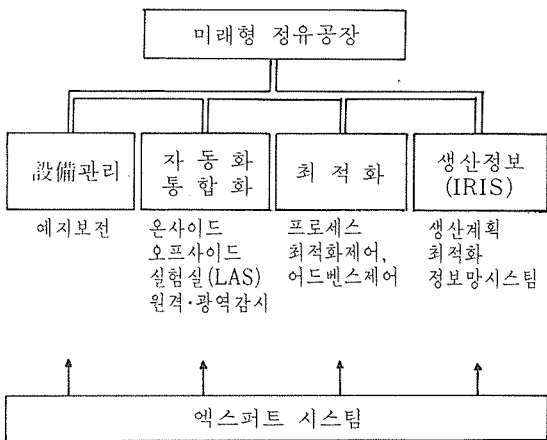 미래형 정유공장
設備관리
자동화
통합화
최적화
생산정보
(IRIS)
예지보전
온사이드
오프사이드
실험실(LAS)
원격·광역감시
프로세스
최적화제어,
어드벤스제어
생산계획
최적화
정보망시스팀
엑스퍼트 시스팀